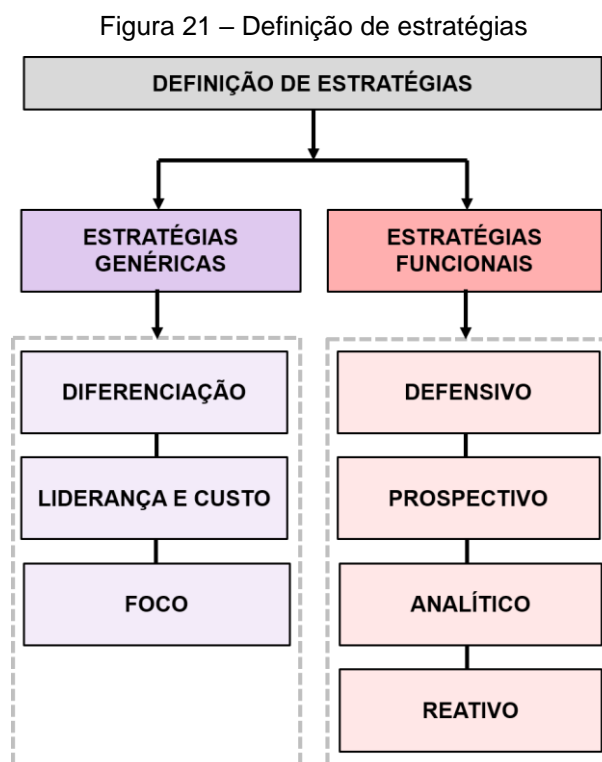 Figura 21 – Definição de estratégias
DEFINIÇÃO DE ESTRATÉGIAS
ESTRATÉGIAS
GENÉRICAS
DIFERENCIAÇÃO
LIDERANÇA E CUSTO
FOCO
ESTRATÉGIAS
FUNCIONAIS
DEFENSIVO
PROSPECTIVO
ANALÍTICO
REATIVO